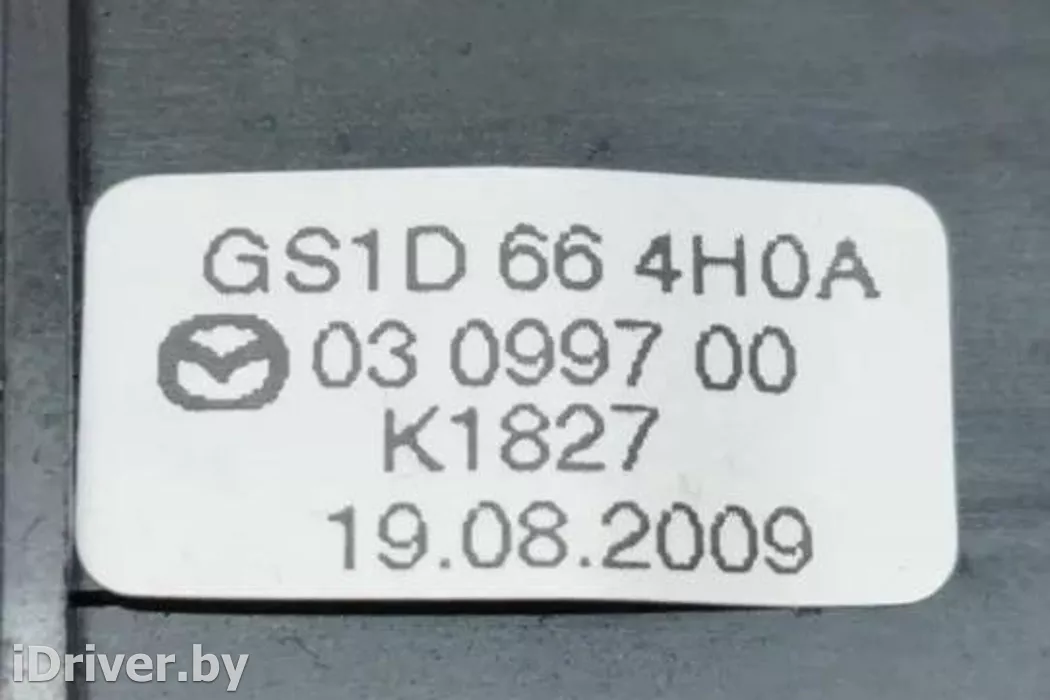 GS1D 66 4H0A
03 0997 00
K1827
19.08.2009
iDriver.by